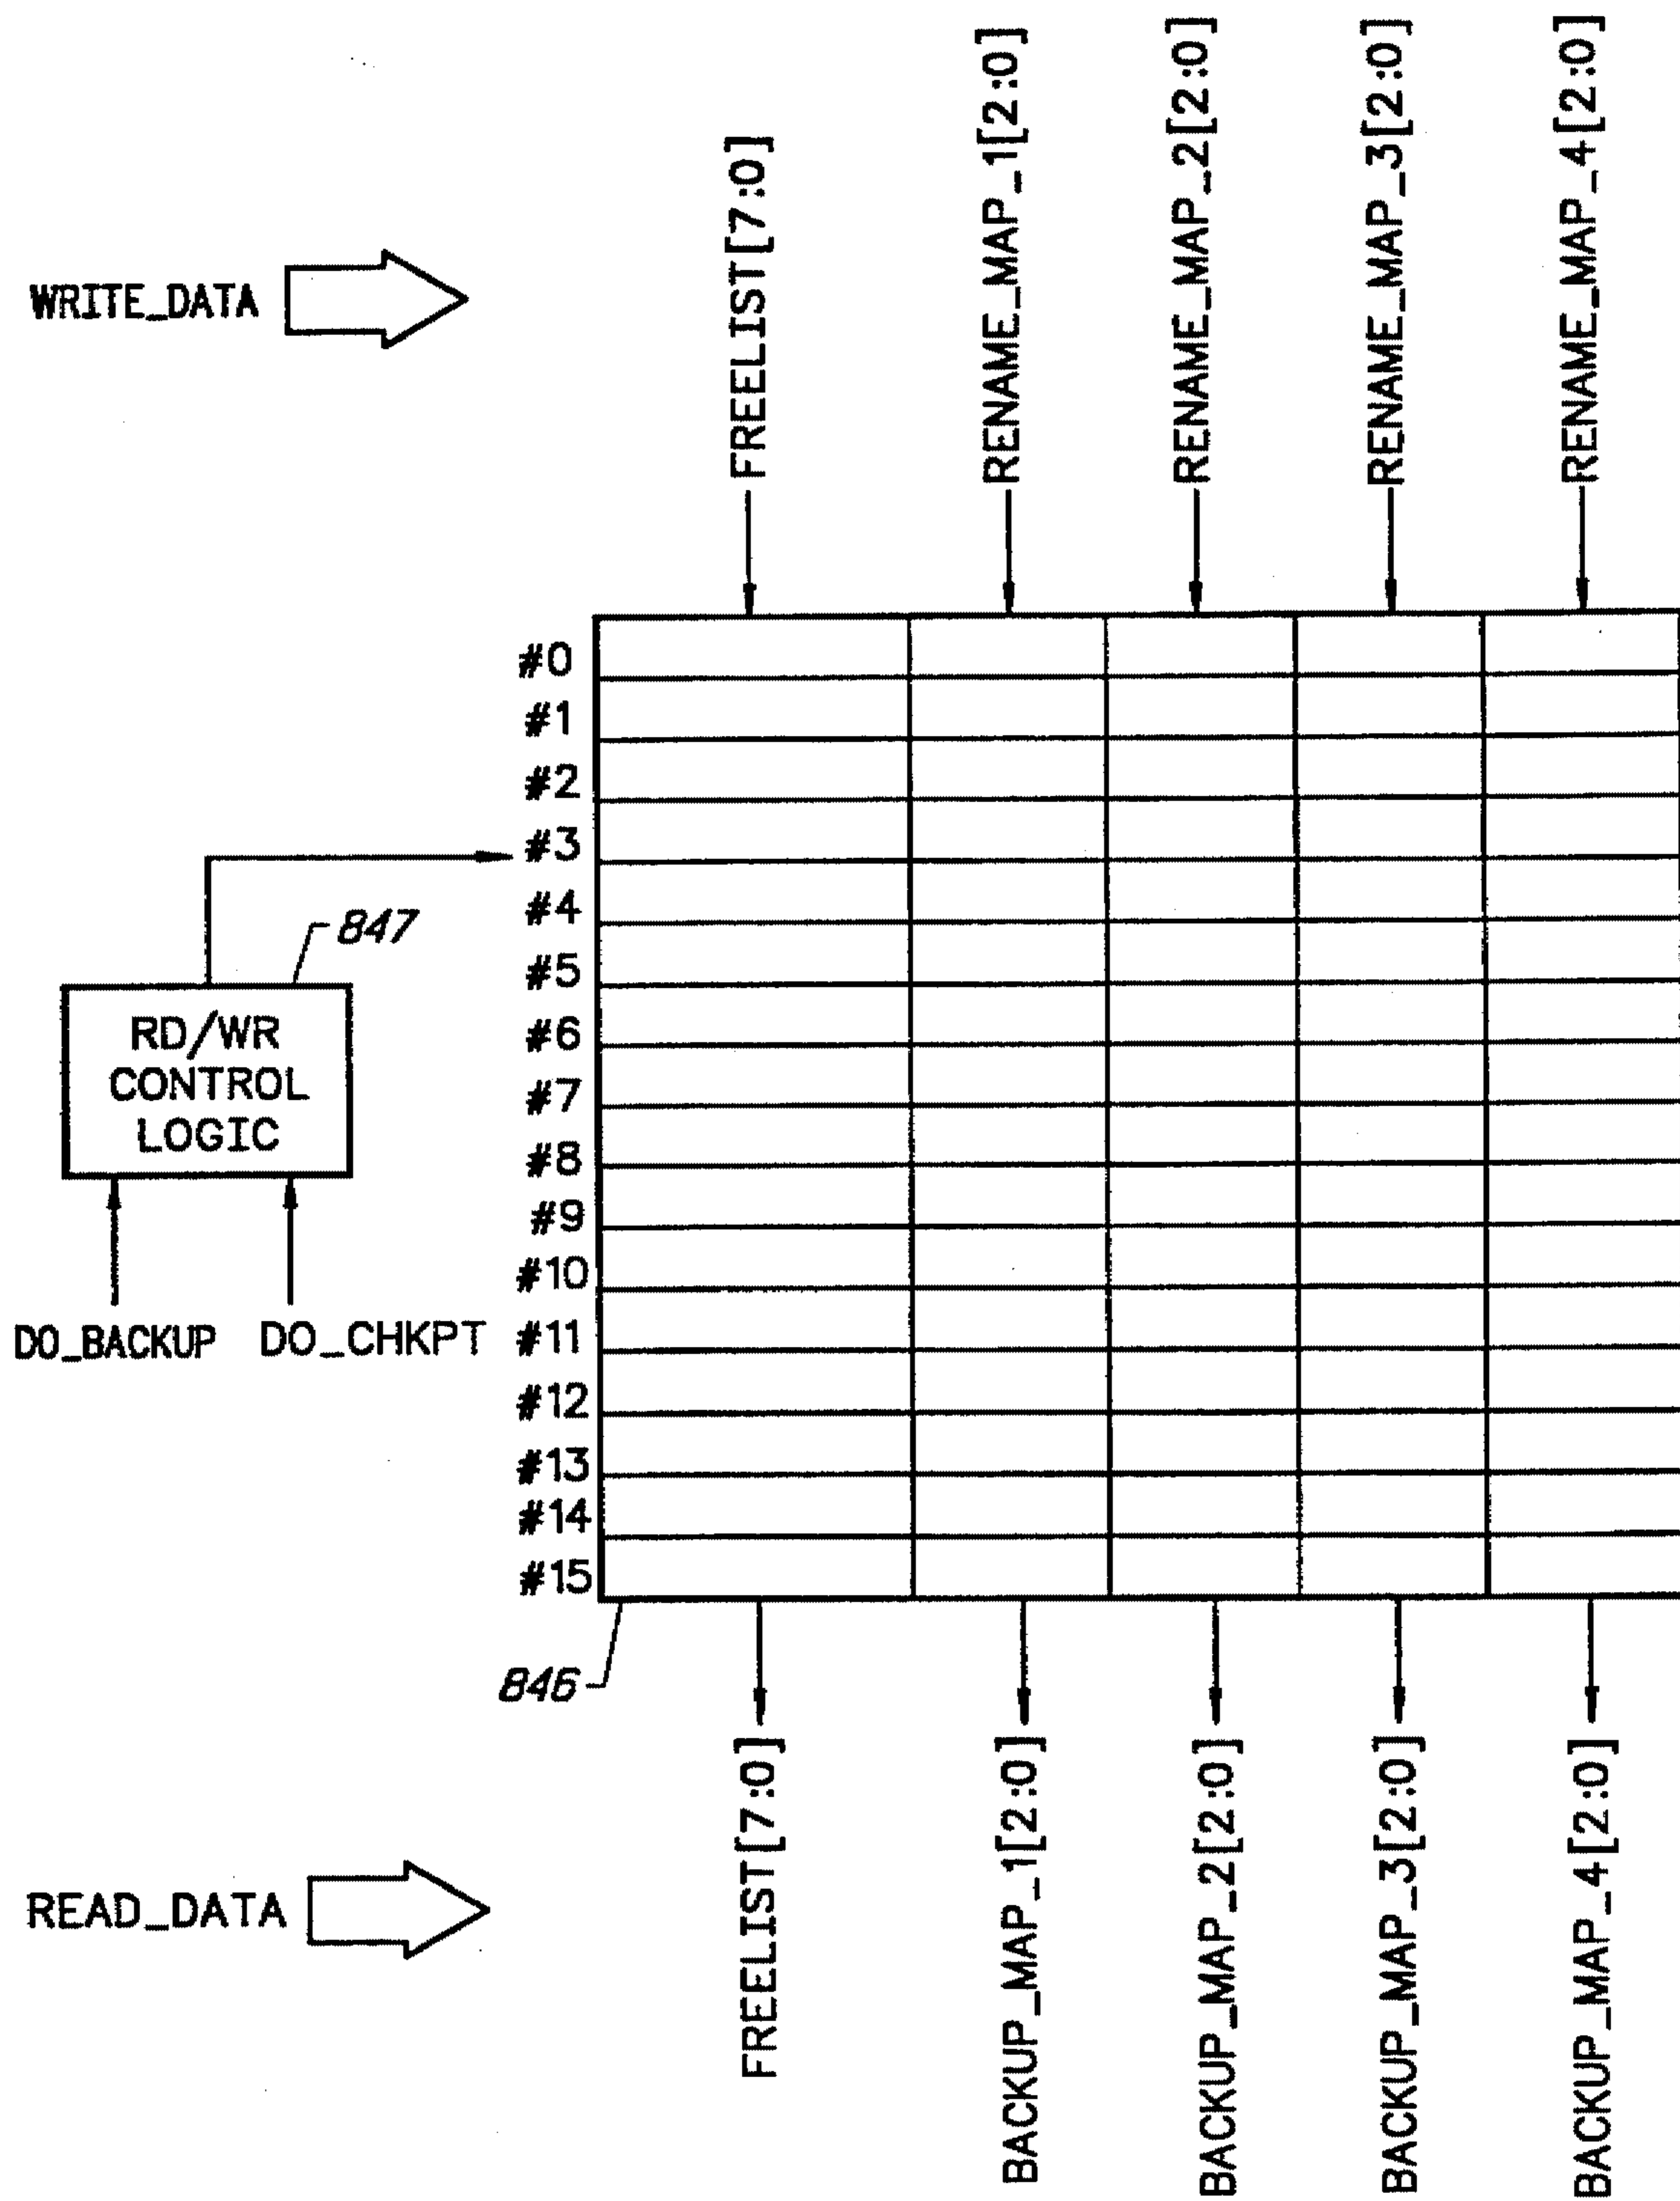 WRITE_DATA
FREELIST[7:0]
RENAME_MAP_1[2:0]
RENAME_MAP_2[2:0]
RENAME_MAP_3[2:0]
RENAME_MAP_4[2:0]
#0
#1
#2
#3
#4
#5
#6
#7
#8
#9
#10
#11
#12
#13
#14
#15
847
RD/WR
CONTROL
LOGIC
DO_BACKUP
DO_CHKPT
846
READ_DATA
FREELIST[7:0]
BACKUP_MAP_1[2:0]
BACKUP_MAP_2[2:0]
BACKUP_MAP_3[2:0]
BACKUP_MAP_4[2:0]